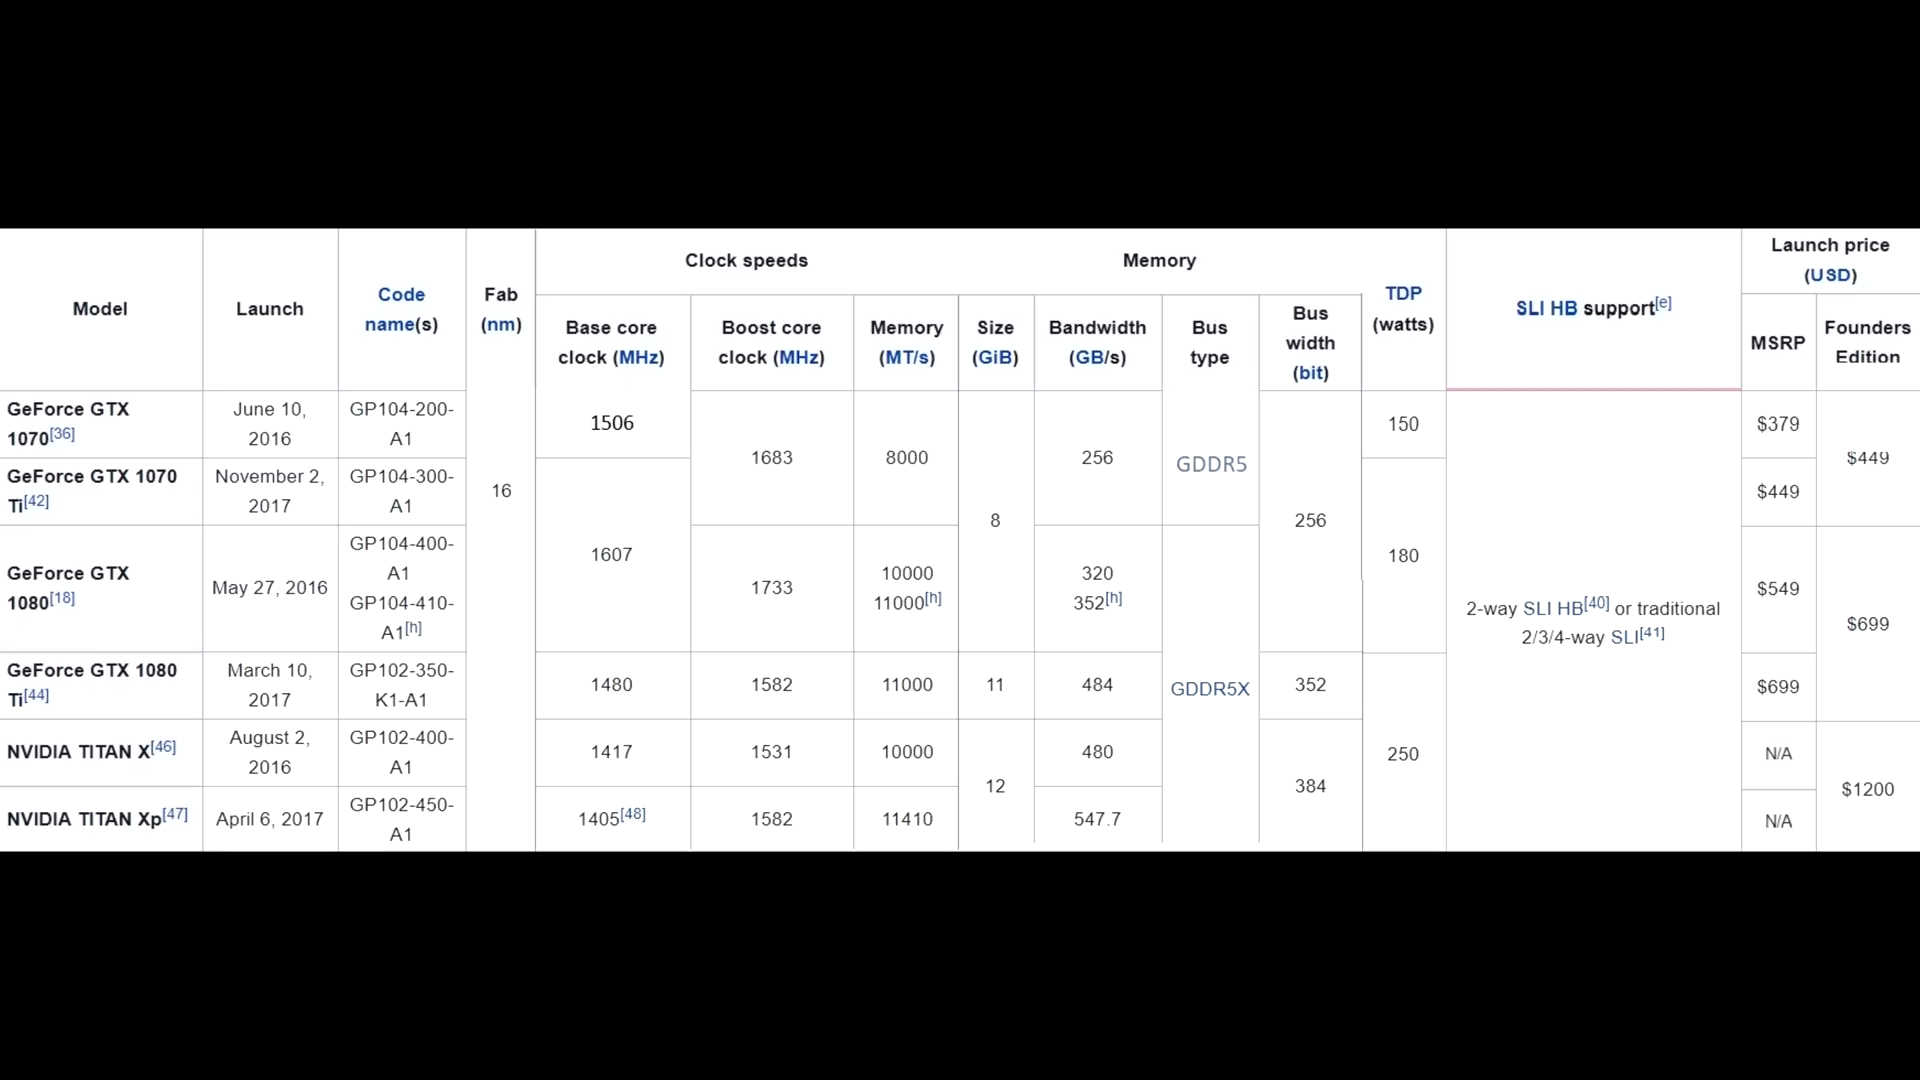 Model
Launch
Code
name(s)
Fab
(nm)
Clock speeds
Memory
TDP
(watts)
SLI HB support[e]
Launch price
(USD)
Base core
clock (MHz)
Boost core
clock (MHz)
Memory
(MT/s)
Size
(GiB)
Bandwidth
(GB/s)
Bus
type
Bus
width
(bit)
MSRP
Founders
Edition
GeForce GTX
1070[36]
June 10,
2016
GP104-200-
A1
16
1506
1683
8000
8
256
GDDR5
256
150
2-way SLI HB[40] or traditional
2/3/4-way SLI[41]
$379
$449
GeForce GTX 1070
Ti[42]
November 2,
2017
GP104-300-
A1
1607
180
$449
GeForce GTX
1080[18]
May 27, 2016
GP104-400-
A1
GP104-410-
A1[h]
1733
10000
11000[h]
320
352[h]
GDDR5X
$549
$699
GeForce GTX 1080
Ti[44]
March 10,
2017
GP102-350-
K1-A1
1480
1582
11000
11
484
352
250
$699
NVIDIA TITAN X[46]
August 2,
2016
GP102-400-
A1
1417
1531
10000
12
480
384
N/A
$1200
NVIDIA TITAN Xp[47]
April 6, 2017
GP102-450-
A1
1405[48]
1582
11410
547.7
N/A